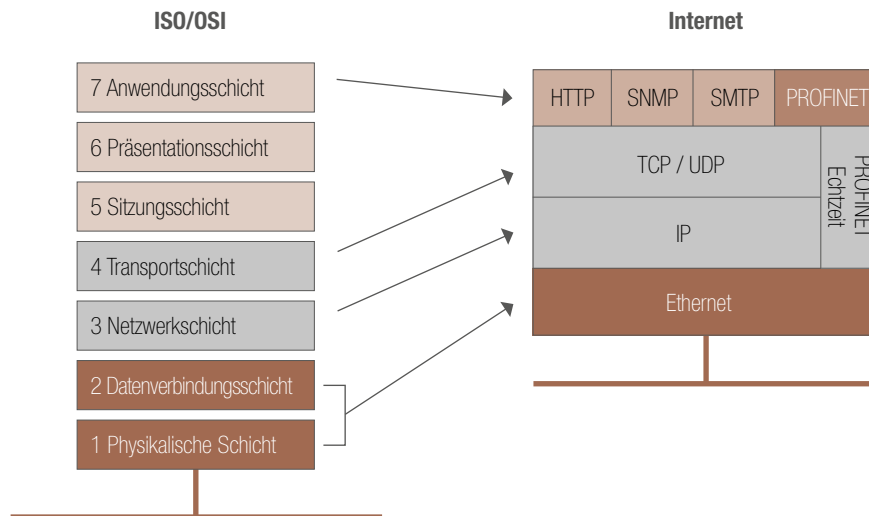 ISO/OSI
7 Anwendungsschicht
6 Präsentationsschicht
5 Sitzungsschicht
4 Transportschicht
3 Netzwerkschicht
2 Datenverbindungsschicht
1 Physikalische Schicht
Internet
HTTP SNMP SMTP PROFINET
TCP / UDP
IP
PROFINET
Echtzeit
Ethernet